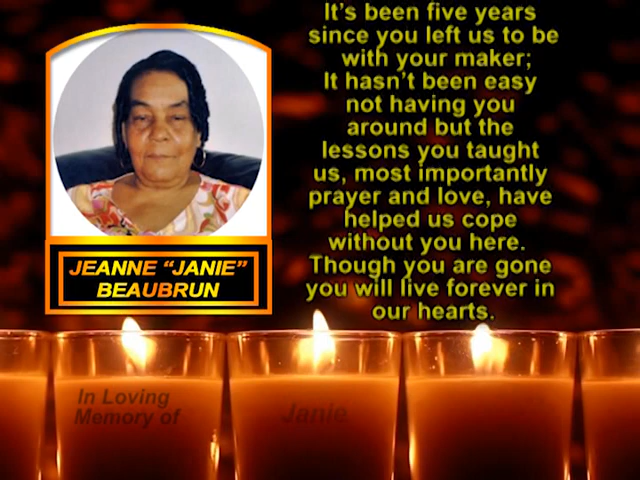 JEANNE “JANIE”
BEAUBRUN
It’s been five years
since you left us to be
with your maker;
It hasn’t been easy
not having you
around but the
lessons you taught
us, most importantly
prayer and love, have
helped us cope
without you here.
Though you are gone
you will live forever in
our hearts.
In Loving
Memory of
Janie